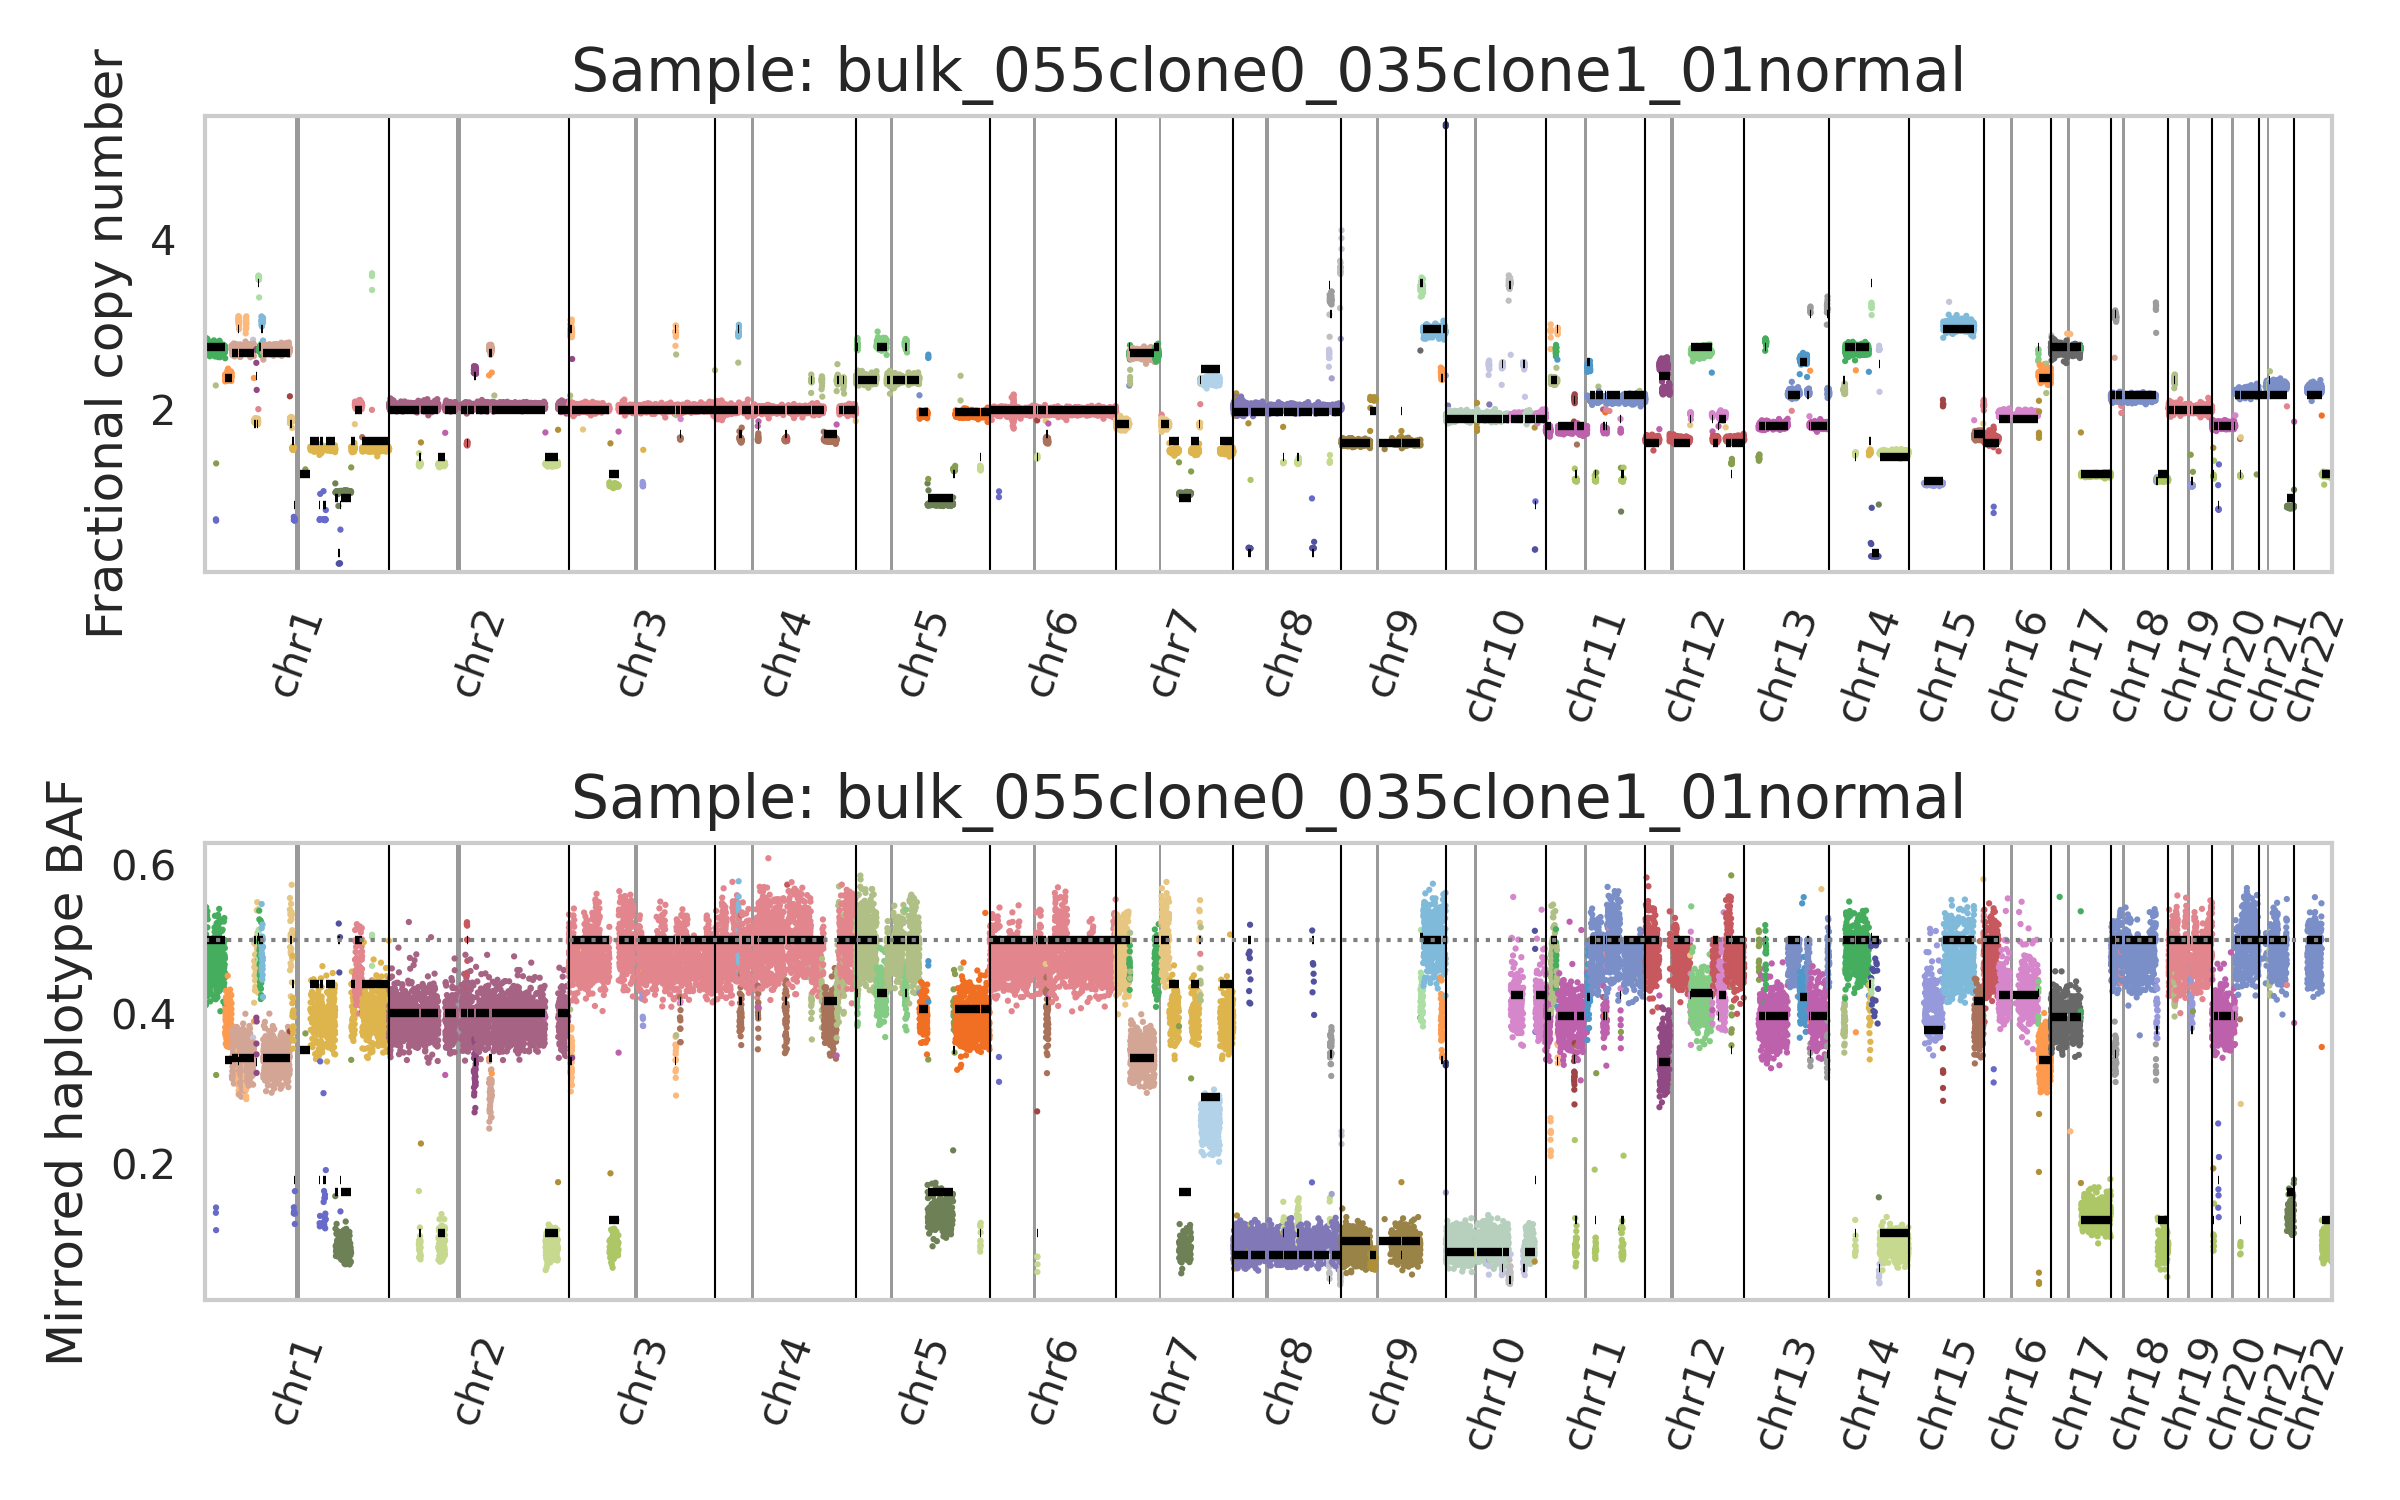 Sample: bulk_055clone0_035clone1_01normal
Fractional copy number
4
2
chr1 chr2 chr3 chr4 chr5 chr6 chr7 chr8 chr9 chr10 chr11 chr12 chr13 chr14 chr15 chr16 chr17 chr18 chr19 chr20 chr21 chr22
Sample: bulk_055clone0_035clone1_01normal
Mirrored haplotype BAF
0.6
0.4
0.2
chr1 chr2 chr3 chr4 chr5 chr6 chr7 chr8 chr9 chr10 chr11 chr12 chr13 chr14 chr15 chr16 chr17 chr18 chr19 chr20 chr21 chr22